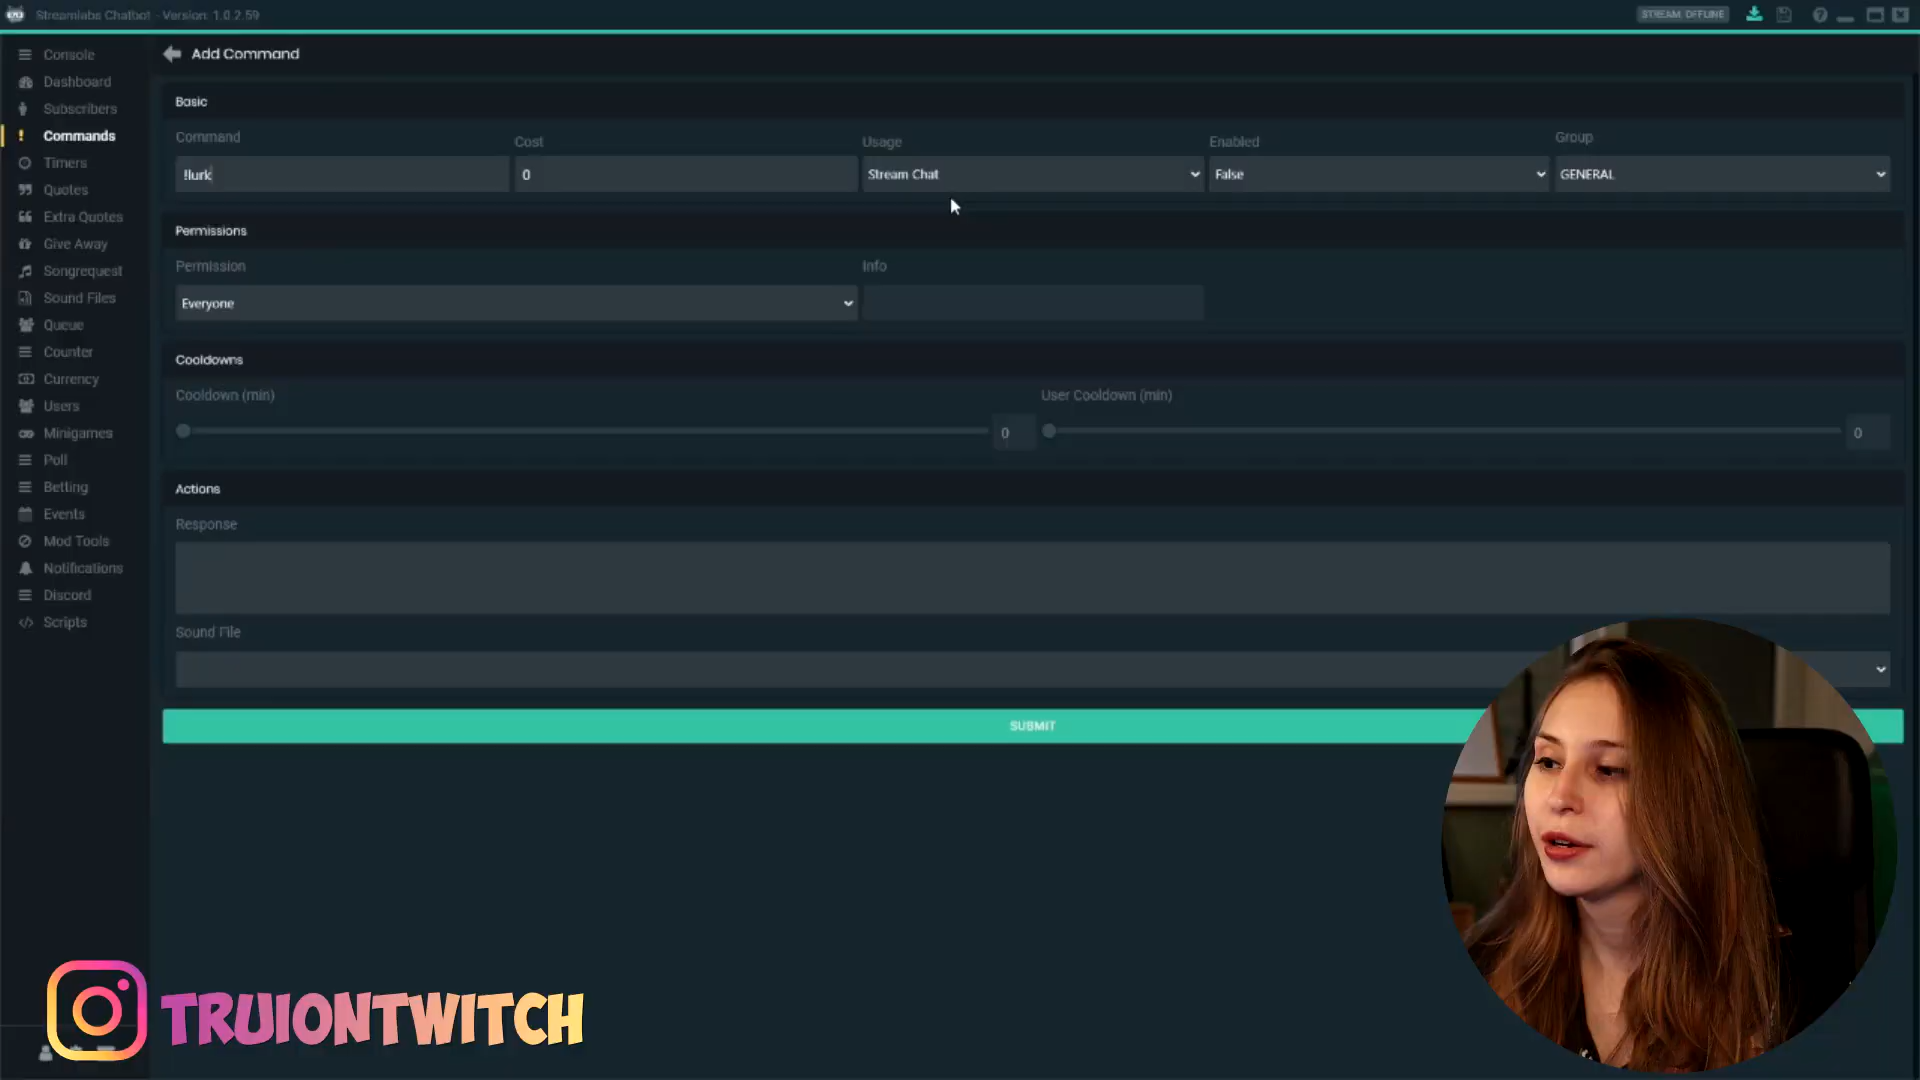 Streamlabs Chatbot - Version: 1.0.2.59
STREAM: OFFLINE
Console
Dashboard
Subscribers
Commands
Timers
Quotes
Extra Quotes
Give Away
Songrequest
Sound Files
Queue
Counter
Currency
Users
Minigames
Poll
Betting
Events
Mod Tools
Notifications
Discord
Scripts
Add Command
Basic
Command
Cost
Usage
Enabled
Group
!lurk
0
Stream Chat
False
GENERAL
Permissions
Permission
Info
Everyone
Cooldowns
Cooldown (min)
User Cooldown (min)
0
0
Actions
Response
Sound File
SUBMIT
TRUIONTWITCH